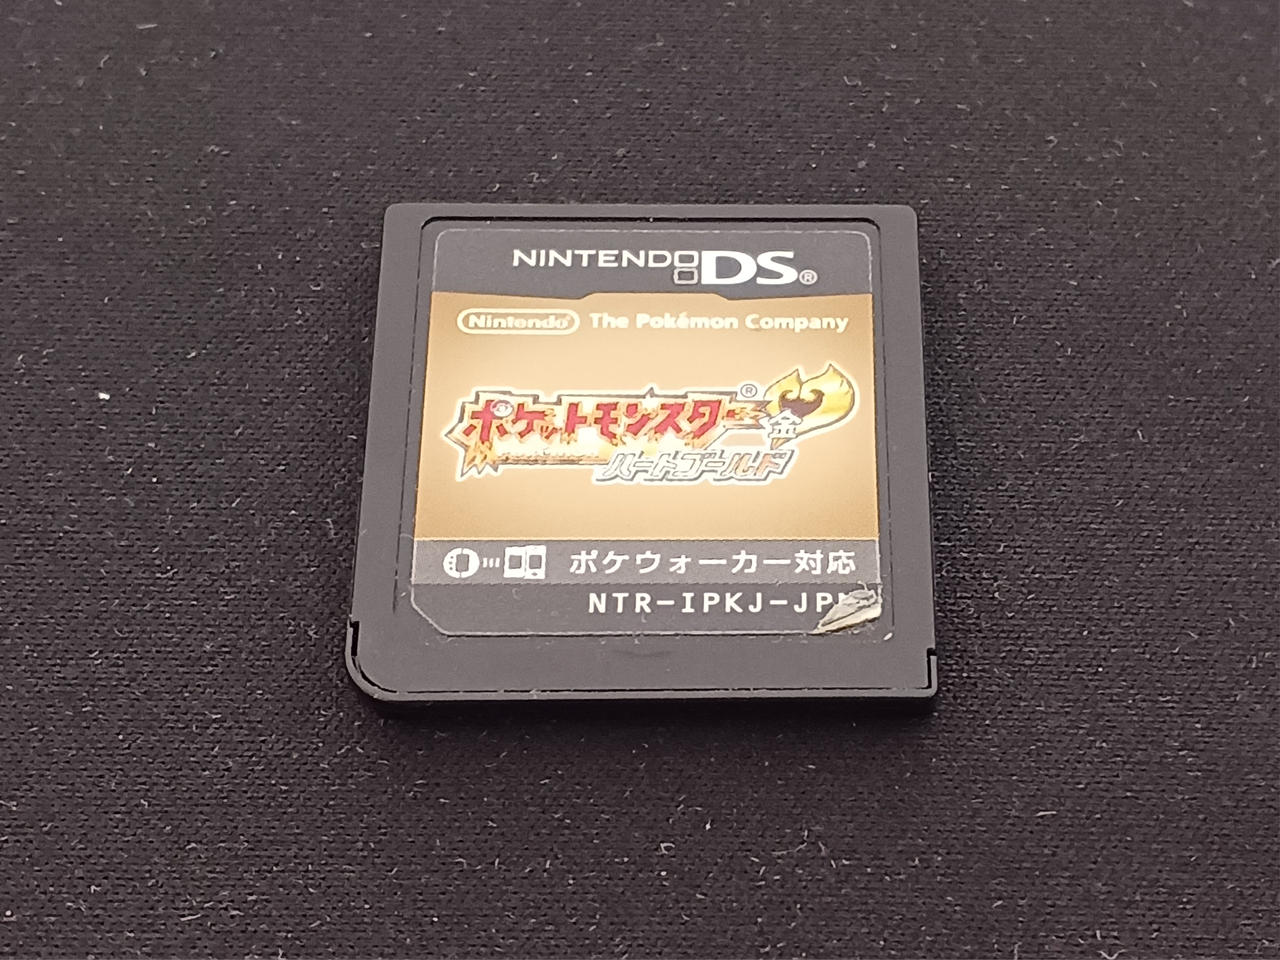 NINTENDO DS®
Nintendo® The Pokémon Company
ポケットモンスター®
金
ハートゴールド
ポケウォーカー対応
NTR-IPKJ-JP